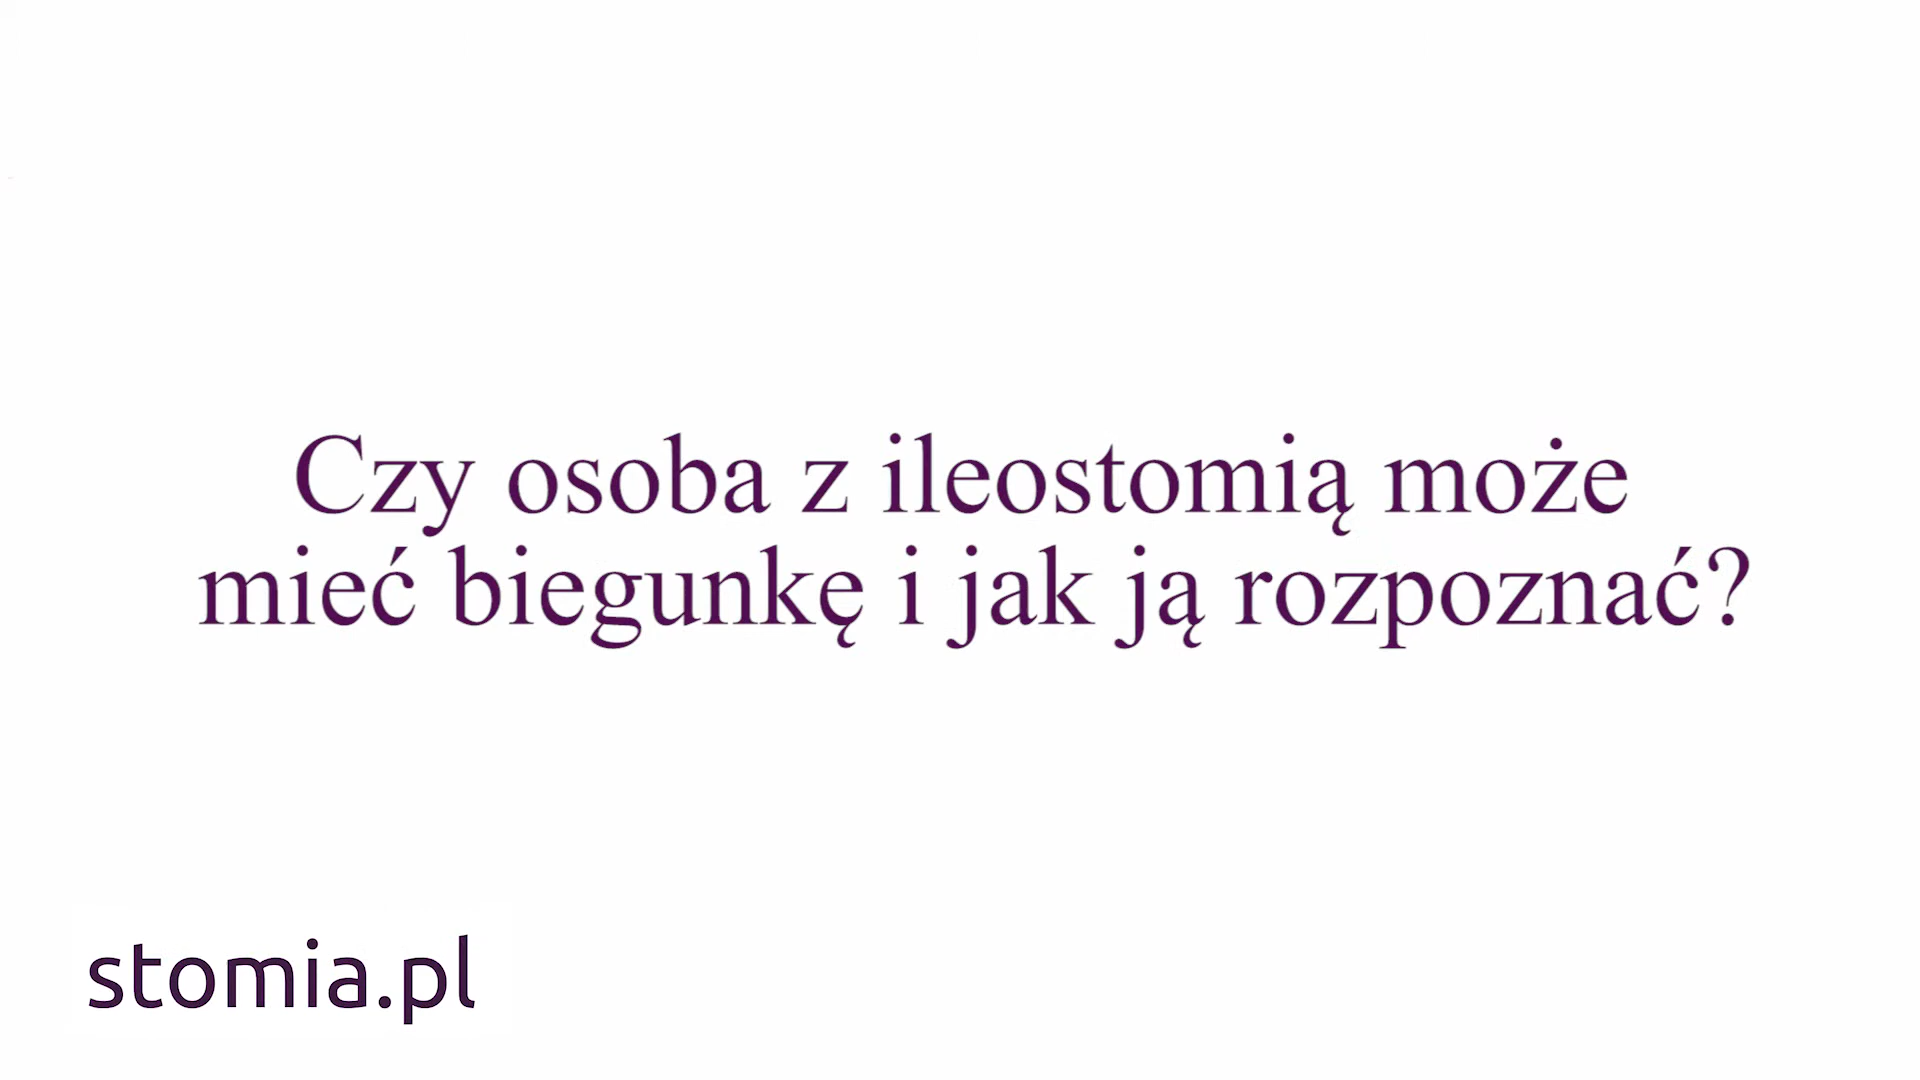 Czy osoba z ileostomią może
mieć biegunkę i jak ją rozpoznać?
stomia.pl